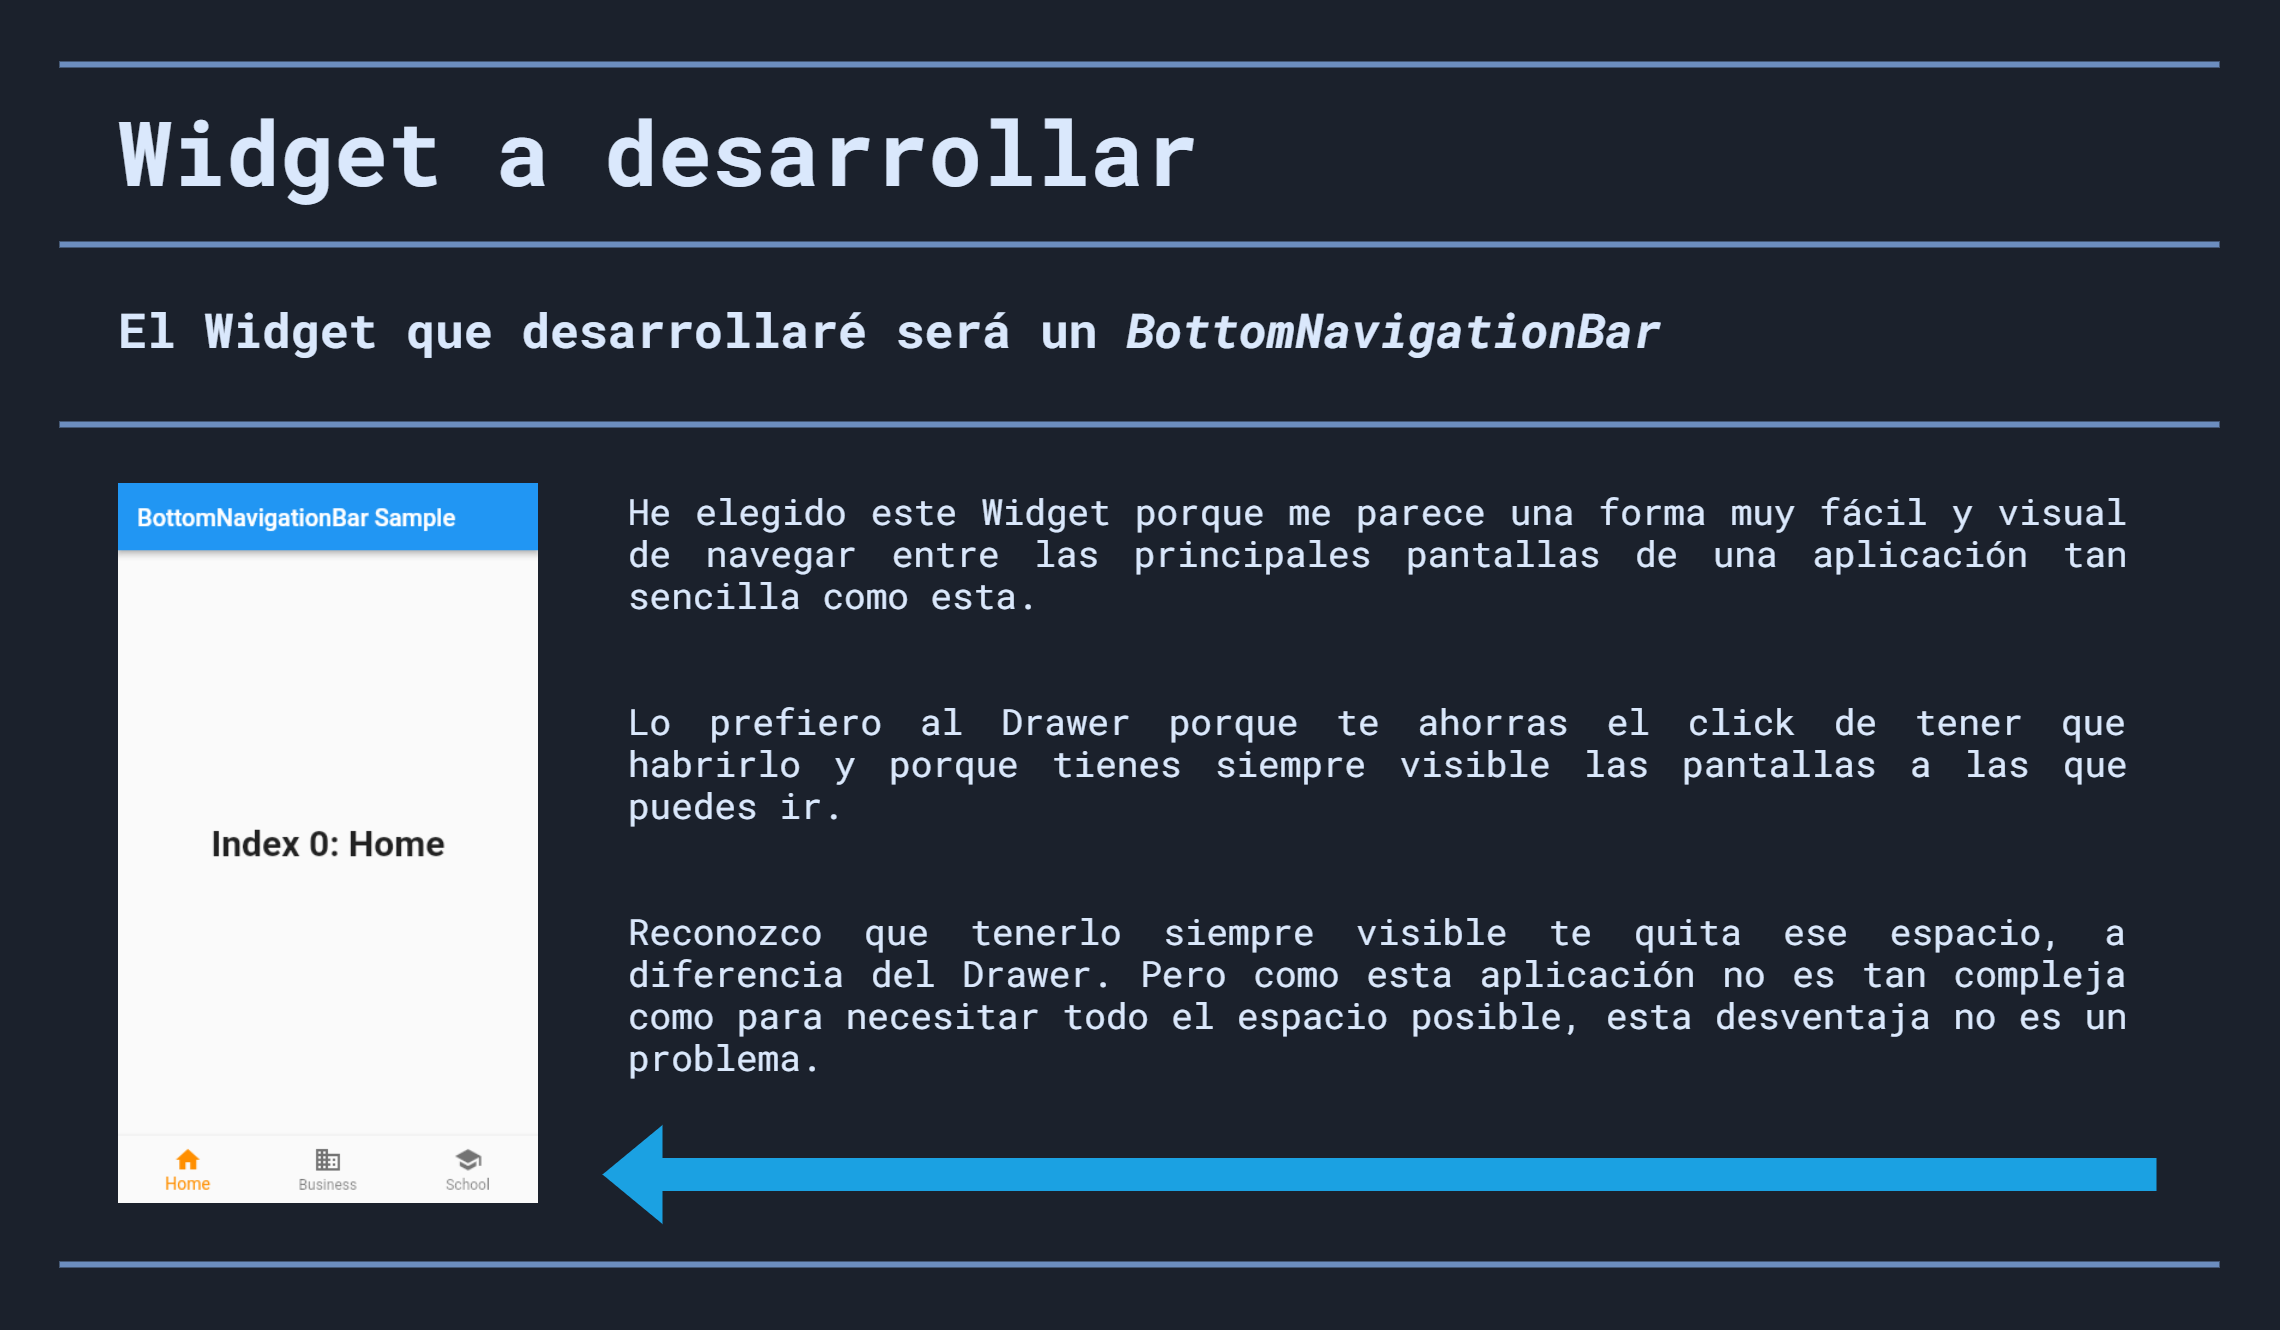 Widget a desarrollar
El Widget que desarrollaré será un BottomNavigationBar
BottomNavigationBar Sample
Index 0: Home
Home
Business
School
He elegido este Widget porque me parece una forma muy fácil y visual
de navegar entre las principales pantallas de una aplicación tan
sencilla como esta.
Lo prefiero al Drawer porque te ahorras el click de tener que
habrirlo y porque tienes siempre visible las pantallas a las que
puedes ir.
Reconozco que tenerlo siempre visible te quita ese espacio, a
diferencia del Drawer. Pero como esta aplicación no es tan compleja
como para necesitar todo el espacio posible, esta desventaja no es un
problema.